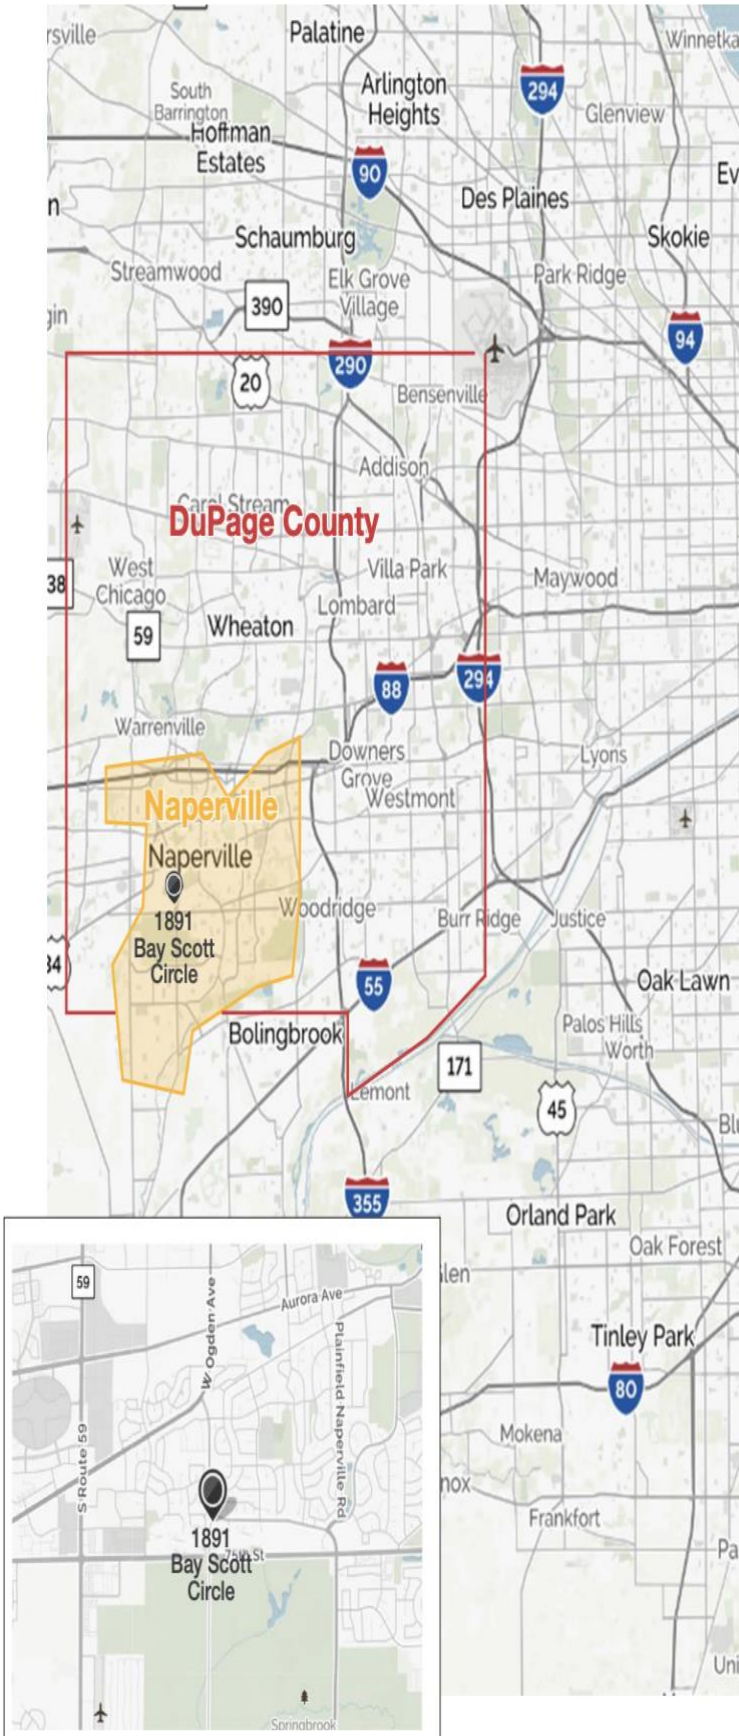 rsville
Palatine
Winnetka
Arlington
Heights
294
South
Barrington
Glenview
Hoffman
Estates
90
Ev
Des Plaines
n
Schaumburg
Skokie
Streamwood
Elk Grove
Village
Park Ridge
390
gin
94
290
20
Bensenville
Addison
Carol Stream
DuPage County
38
West
Chicago
Villa Park
Maywood
Lombard
59
Wheaton
88
294
Warrenville
Downers
Grove
Lyons
Naperville
Westmont
Naperville
1891
Bay Scott
Circle
Woodridge
Burr Ridge
Justice
34
55
Oak Lawn
Bolingbrook
Palos Hills
Worth
171
Lemont
45
Blu
355
Orland Park
Oak Forest
Glen
Tinley Park
80
Mokena
nox
Frankfort
Pa
Uni
59
Aurora Ave
W Ogden Ave
Plainfield Naperville Rd
S Route 59
1891
Bay Scott
Circle
75th St
Springbrook